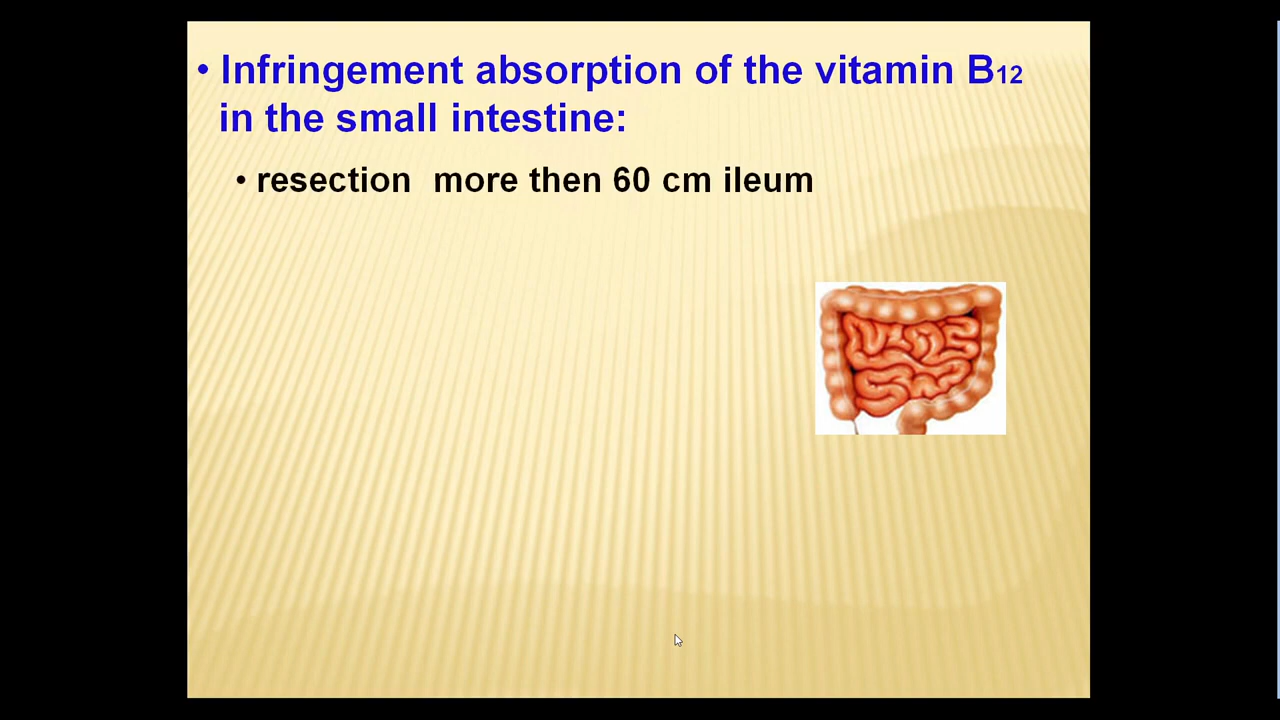 • Infringement absorption of the vitamin B12
in the small intestine:
• resection more then 60 cm ileum